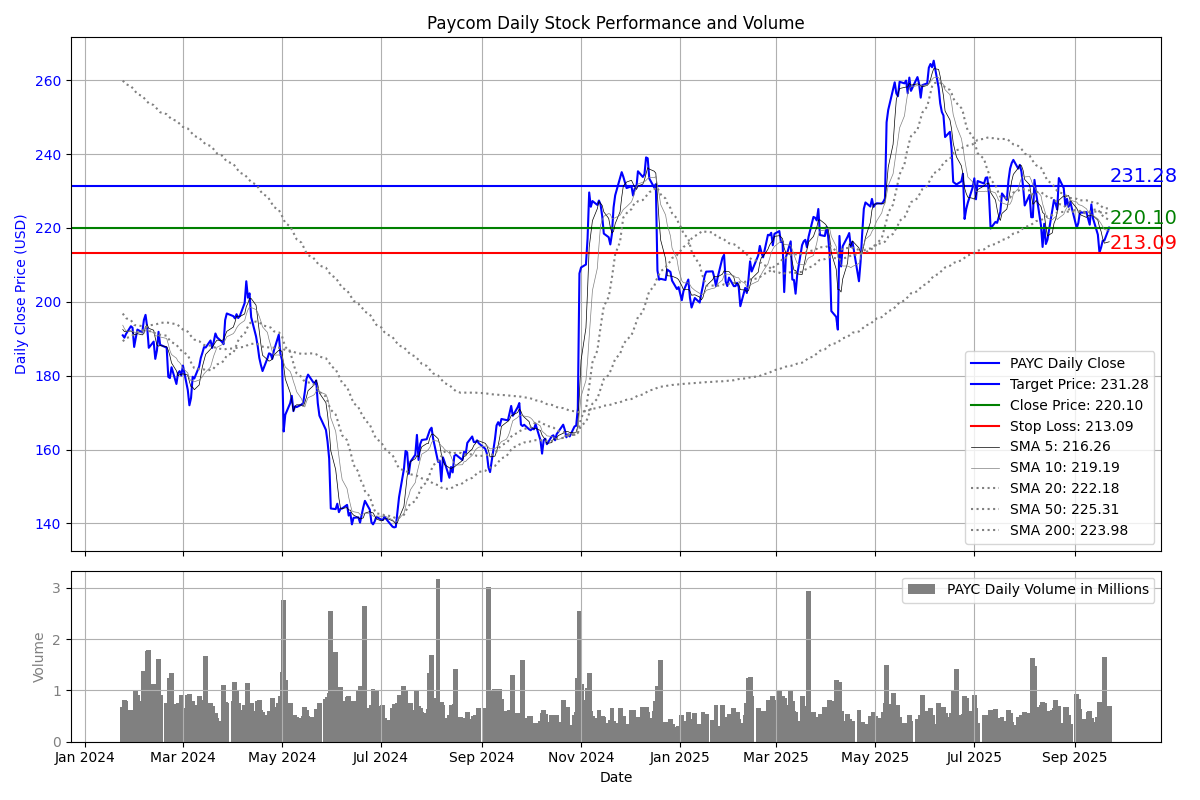 Paycom Daily Stock Performance and Volume
Daily Close Price (USD)
260
240
220
200
180
160
140
231.28
220.10
213.09
PAYC Daily Close
Target Price: 231.28
Close Price: 220.10
Stop Loss: 213.09
SMA 5: 216.26
SMA 10: 219.19
SMA 20: 222.18
SMA 50: 225.31
SMA 200: 223.98
Volume
3
2
1
0
PAYC Daily Volume in Millions
Jan 2024 Mar 2024 May 2024 Jul 2024 Sep 2024 Nov 2024 Jan 2025 Mar 2025 May 2025 Jul 2025 Sep 2025
Date